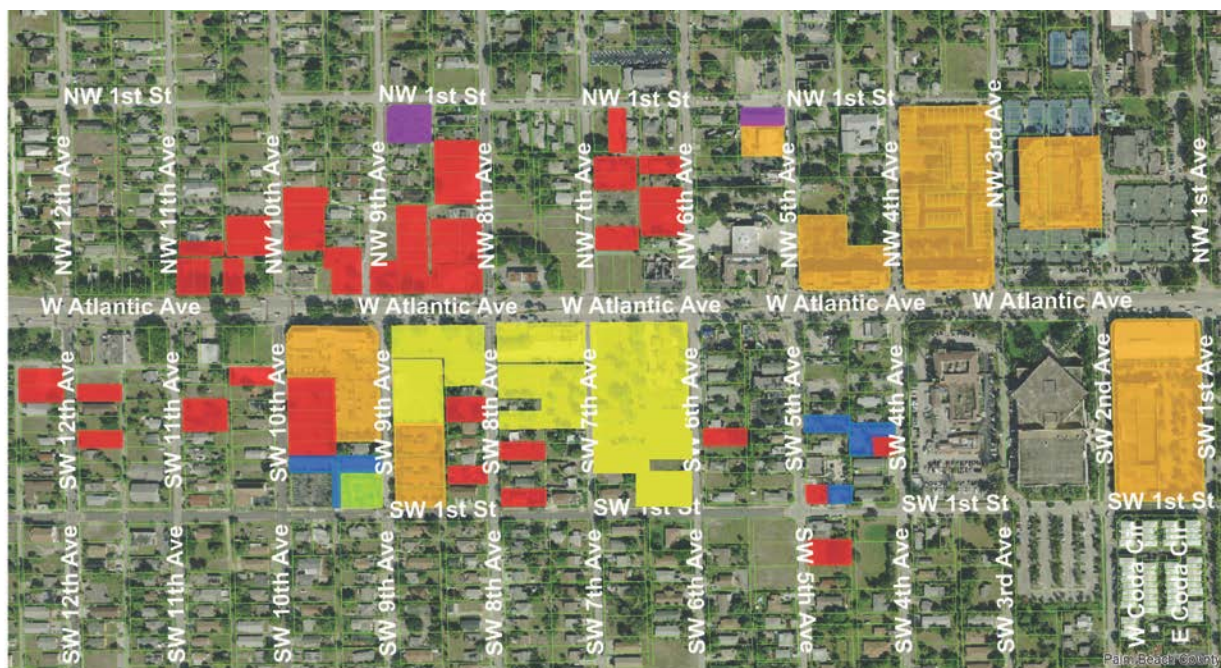 NW 1st St
NW 1st St
NW 1st St
NW 1st St
NW 12th Ave
NW 11th Ave
NW 10th Ave
NW 9th Ave
NW 8th Ave
NW 7th Ave
NW 6th Ave
NW 5th Ave
NW 4th Ave
NW 3rd Ave
NW 1st Ave
W Atlantic Ave
W Atlantic Ave
W Atlantic Ave
W Atlantic Ave
W Atlantic Ave
SW 12th Ave
SW 11th Ave
SW 10th Ave
SW 9th Ave
SW 8th Ave
SW 7th Ave
SW 6th Ave
SW 5th Ave
SW 4th Ave
SW 2nd Ave
SW 1st Ave
SW 1st St
SW 1st St
SW 1st St
SW 1st St
SW 12th Ave
SW 11th Ave
SW 10th Ave
SW 9th Ave
SW 8th Ave
SW 7th Ave
SW 6th Ave
SW 5th Ave
SW 4th Ave
SW 3rd Ave
W Coda Cir
E Coda Cir
Palm Beach County